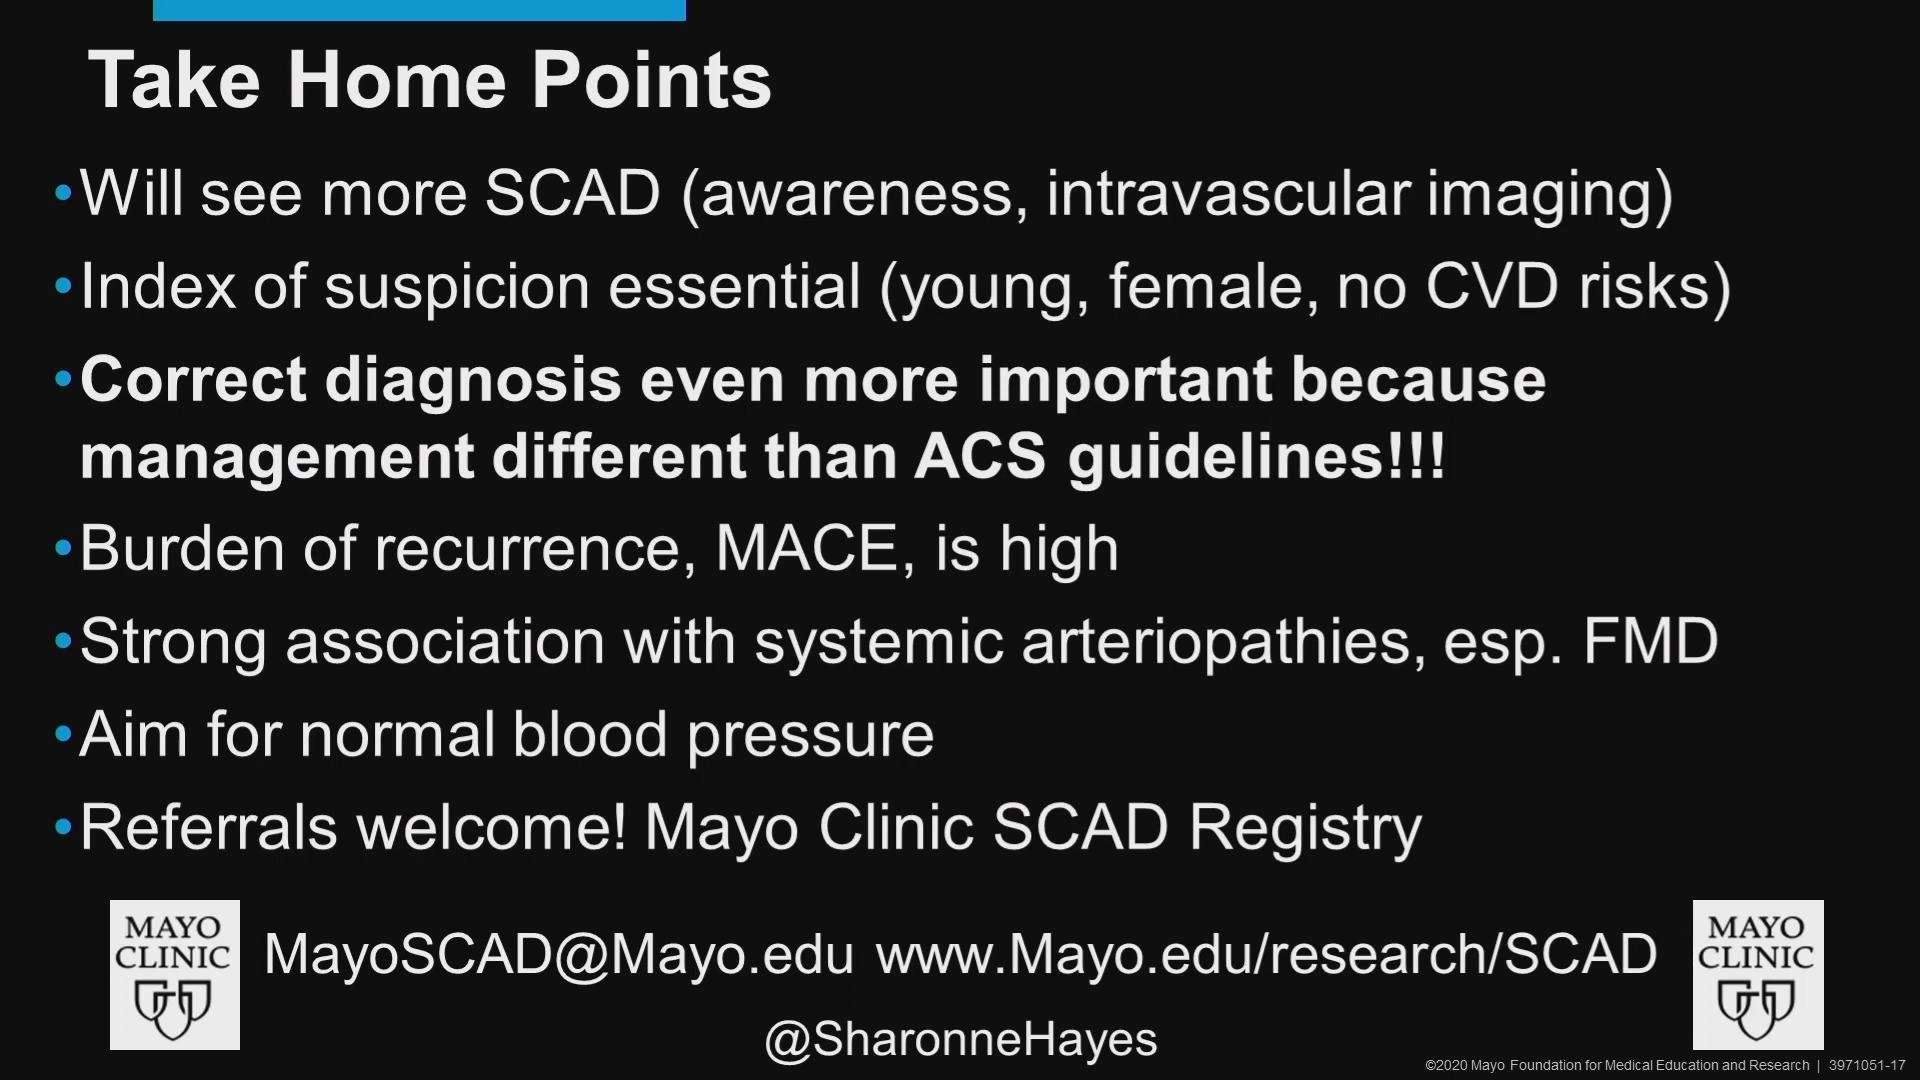 Take Home Points
•Will see more SCAD (awareness, intravascular imaging)
•Index of suspicion essential (young, female, no CVD risks)
•Correct diagnosis even more important because
management different than ACS guidelines!!!
•Burden of recurrence, MACE, is high
•Strong association with systemic arteriopathies, esp. FMD
•Aim for normal blood pressure
•Referrals welcome! Mayo Clinic SCAD Registry
MAYO
CLINIC
MayoSCAD@Mayo.edu www.Mayo.edu/research/SCAD
MAYO
CLINIC
@SharonneHayes
©2020 Mayo Foundation for Medical Education and Research | 3971051-17